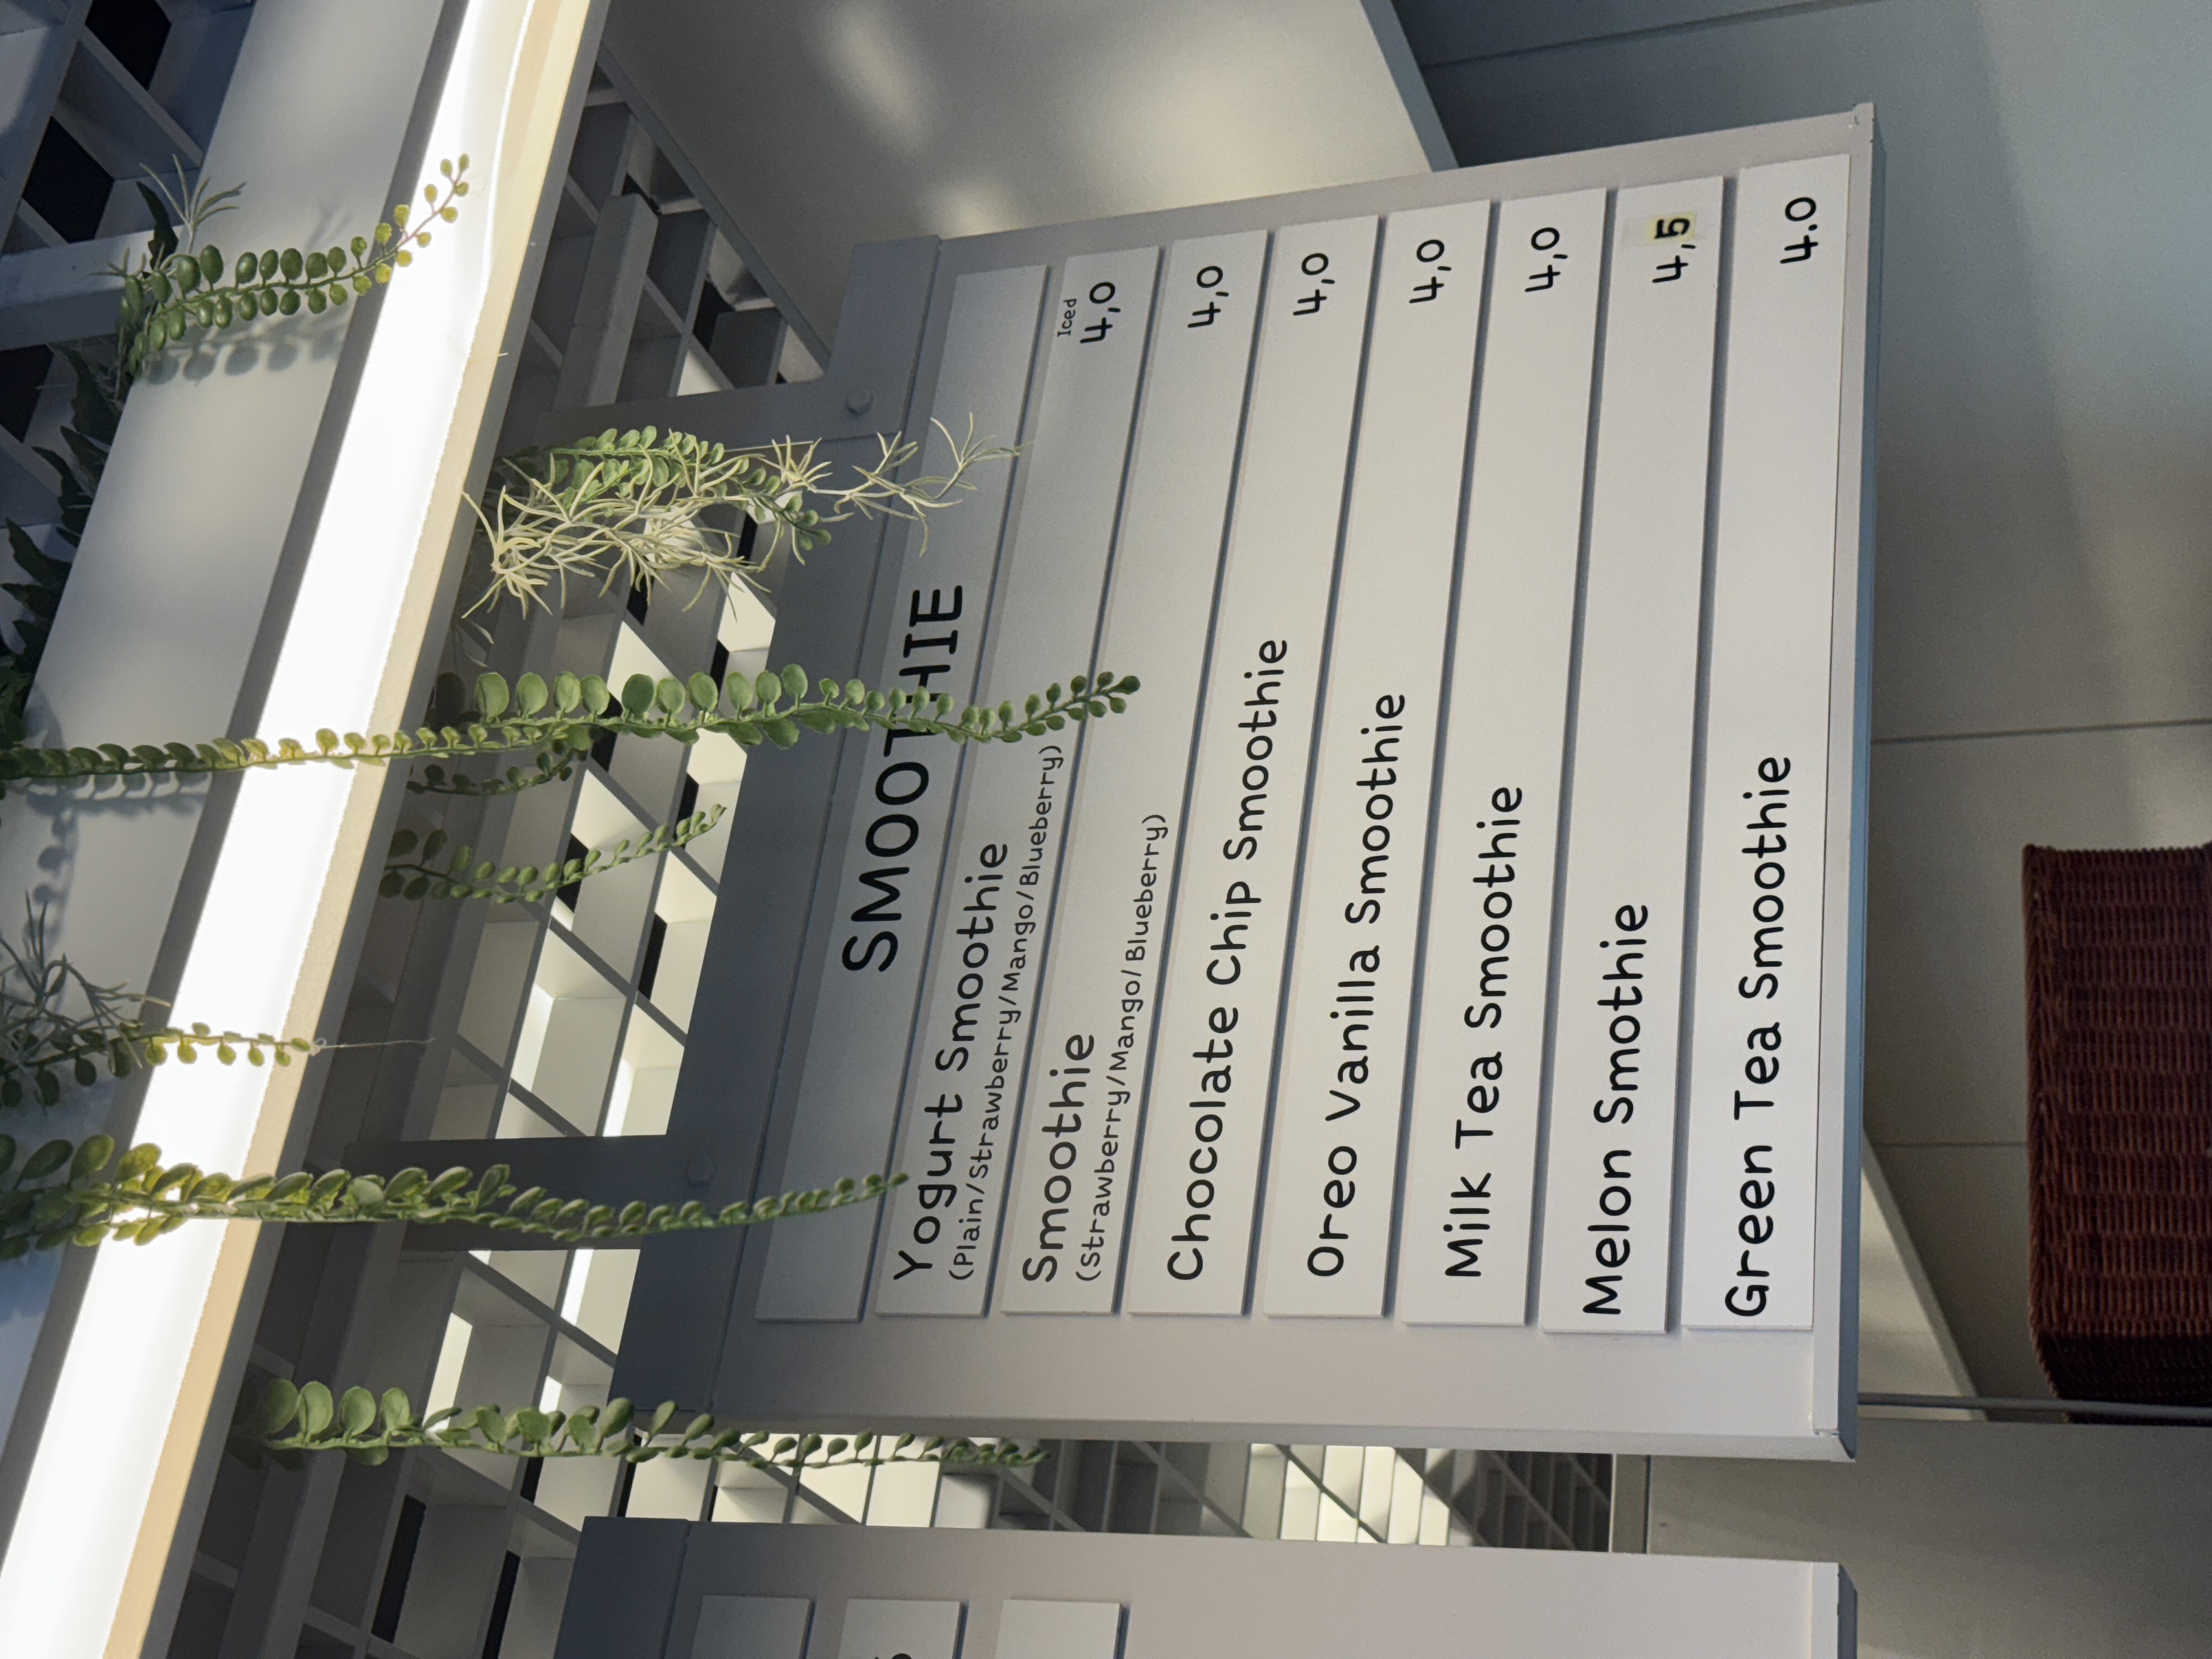 SMOOTHIE
Yogurt Smoothie
(Plain/Strawberry/Mango/Blueberry)
Iced
4,0
Smoothie
(Strawberry/Mango/Blueberry)
4,0
Chocolate Chip Smoothie 4,0
Oreo Vanilla Smoothie 4,0
Milk Tea Smoothie 4,0
Melon Smothie 4,5
Green Tea Smoothie 4.0